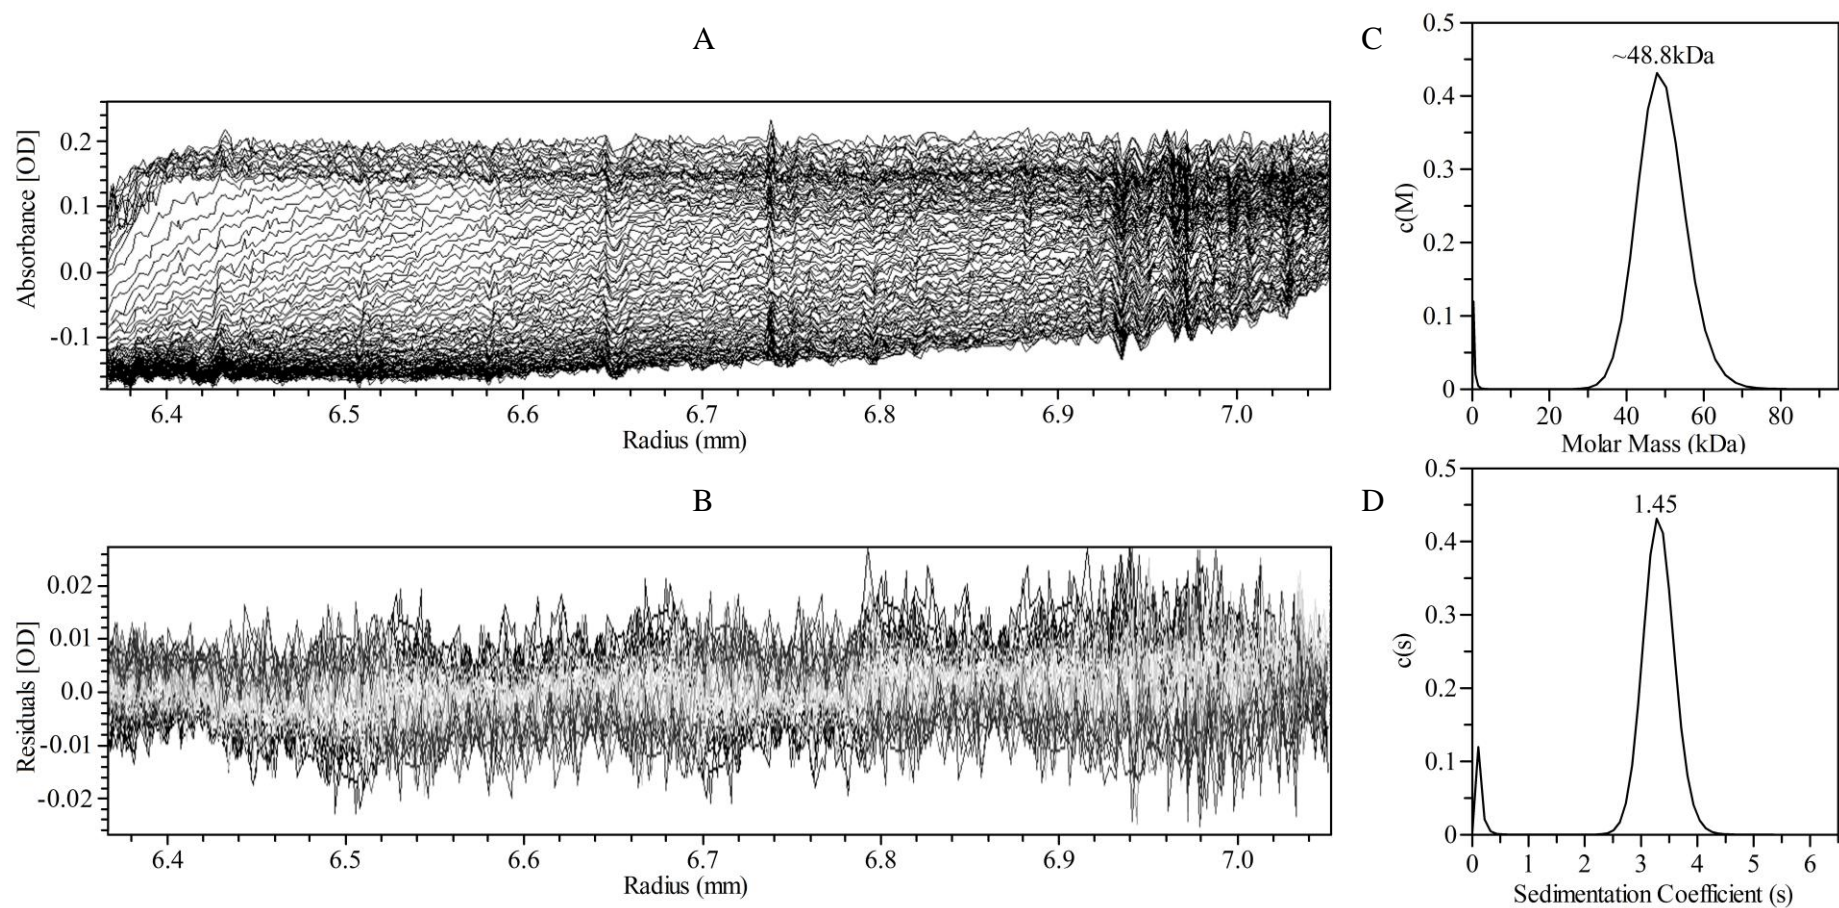 A
Absorbance [OD]
0.2
0.1
0.0
-0.1
6.4 6.5 6.6 6.7 6.8 6.9 7.0
Radius (mm)
B
Residuals [OD]
0.02
0.01
0.0
-0.01
-0.02
6.4 6.5 6.6 6.7 6.8 6.9 7.0
Radius (mm)
C
~48.8kDa
c(M)
0.5
0.4
0.3
0.2
0.1
0
0 20 40 60 80
Molar Mass (kDa)
D
1.45
c(s)
0.5
0.4
0.3
0.2
0.1
0
0 1 2 3 4 5 6
Sedimentation Coefficient (s)